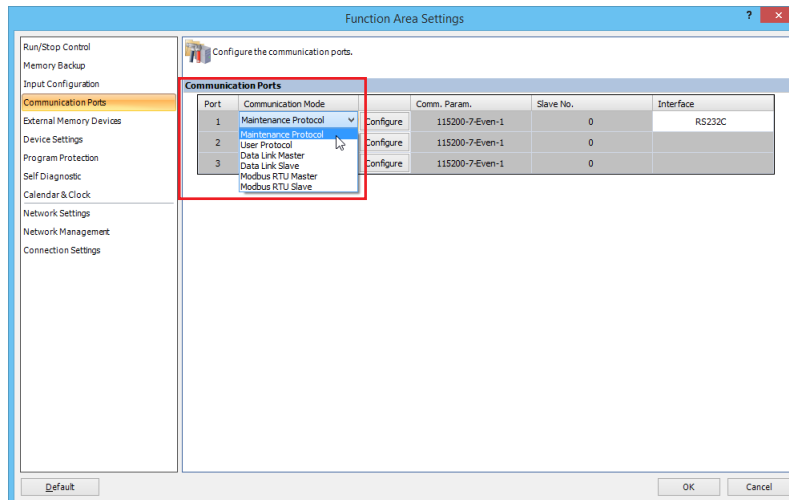 Function Area Settings
? ×
Run/Stop Control
Memory Backup
Input Configuration
Communication Ports
External Memory Devices
Device Settings
Program Protection
Self Diagnostic
Calendar & Clock
Network Settings
Network Management
Connection Settings
Configure the communication ports.
Communication Ports
Port Communication Mode Comm. Param. Slave No. Interface
1 Maintenance Protocol Configure 115200-7-Even-1 0 RS232C
2 Configure 115200-7-Even-1 0
3 Configure 115200-7-Even-1 0
Maintenance Protocol
User Protocol
Data Link Master
Data Link Slave
Modbus RTU Master
Modbus RTU Slave
Default OK Cancel